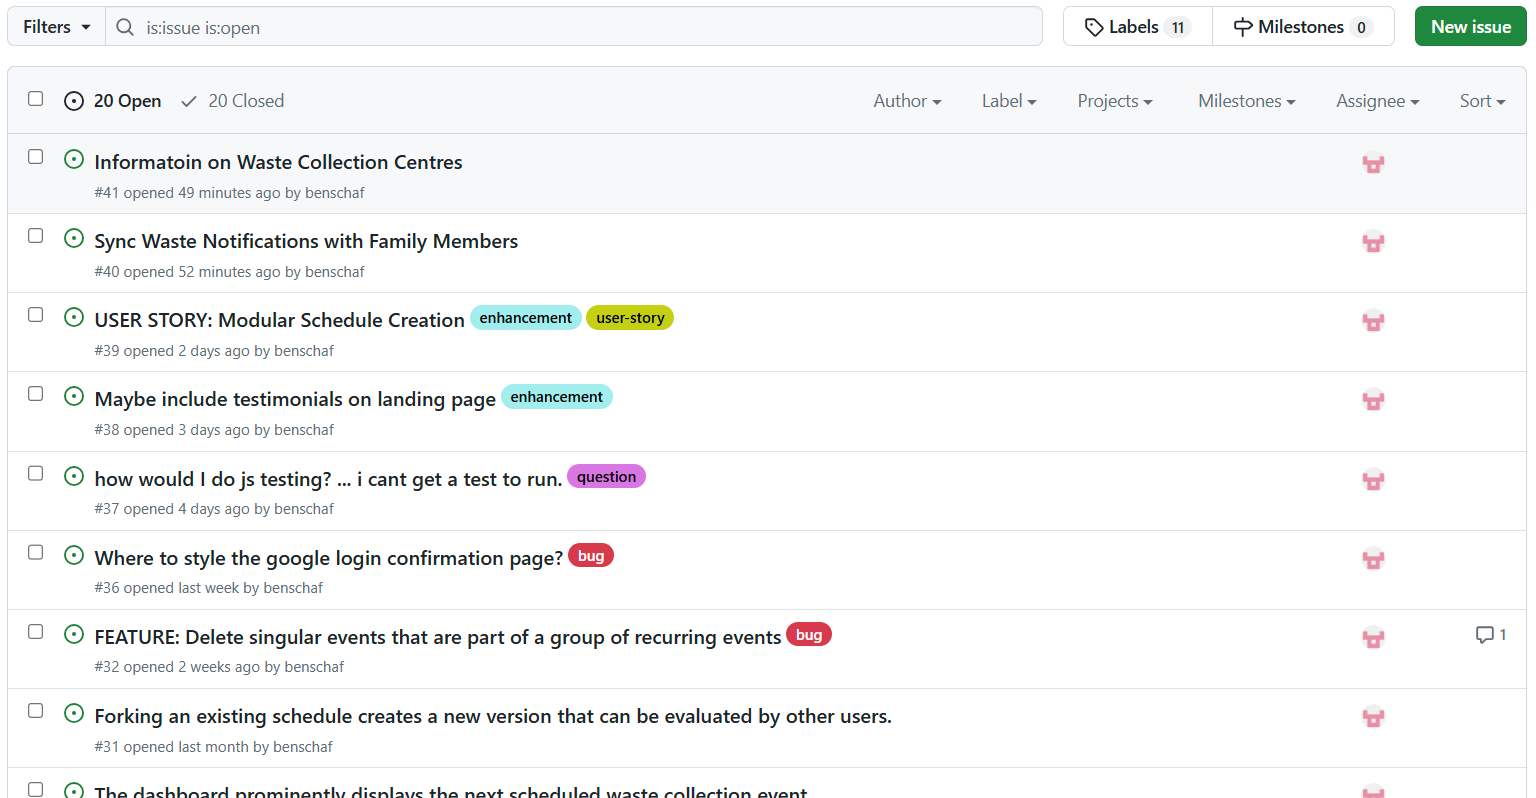 Filters is:issue is:open Labels 11 Milestones 0 New issue
20 Open 20 Closed Author Label Projects Milestones Assignee Sort
Informatoin on Waste Collection Centres
#41 opened 49 minutes ago by benschaf
Sync Waste Notifications with Family Members
#40 opened 52 minutes ago by benschaf
USER STORY: Modular Schedule Creation enhancement user-story
#39 opened 2 days ago by benschaf
Maybe include testimonials on landing page enhancement
#38 opened 3 days ago by benschaf
how would I do js testing? ... i cant get a test to run. question
#37 opened 4 days ago by benschaf
Where to style the google login confirmation page? bug
#36 opened last week by benschaf
FEATURE: Delete singular events that are part of a group of recurring events bug 1
#32 opened 2 weeks ago by benschaf
Forking an existing schedule creates a new version that can be evaluated by other users.
#31 opened last month by benschaf
The dashboard prominently displays the next scheduled waste collection event